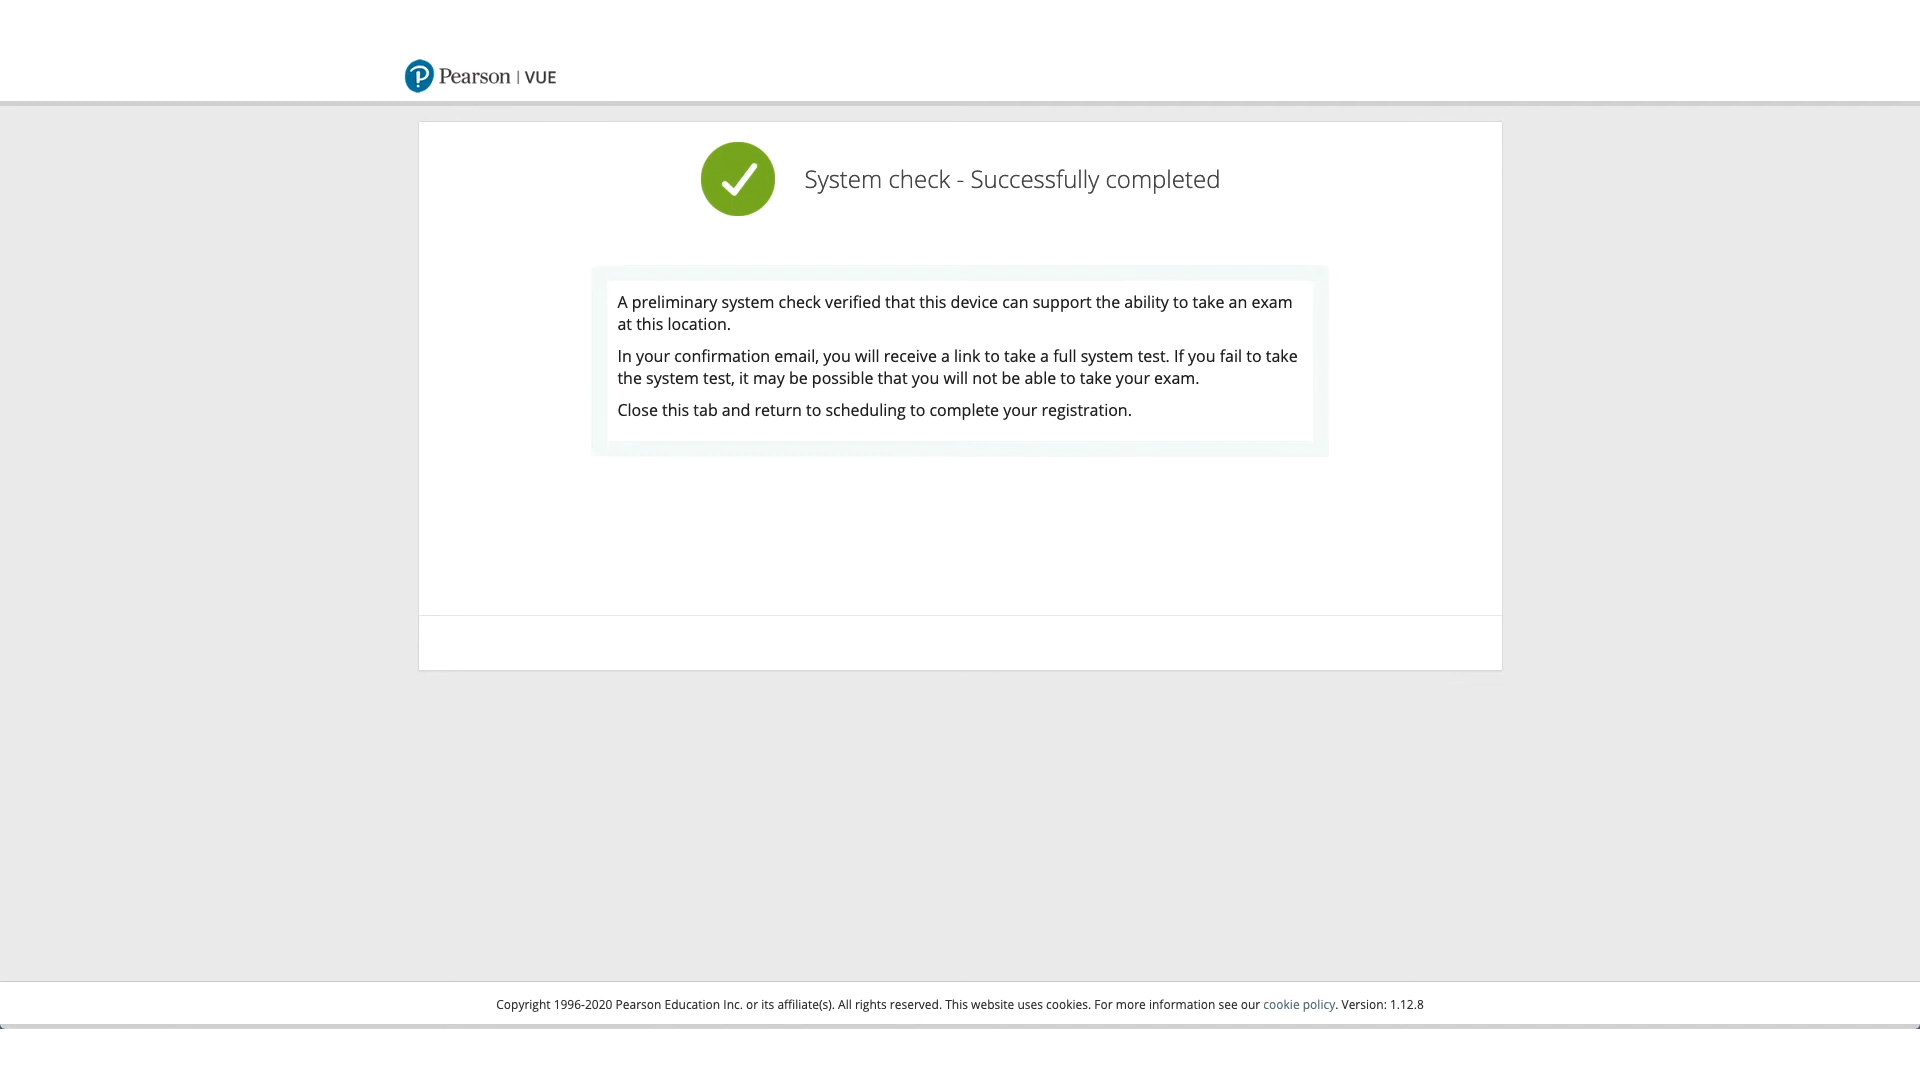 Pearson | VUE
System check - Successfully completed
A preliminary system check verified that this device can support the ability to take an exam
at this location.
In your confirmation email, you will receive a link to take a full system test. If you fail to take
the system test, it may be possible that you will not be able to take your exam.
Close this tab and return to scheduling to complete your registration.
Copyright 1996-2020 Pearson Education Inc. or its affiliate(s). All rights reserved. This website uses cookies. For more information see our cookie policy. Version: 1.12.8